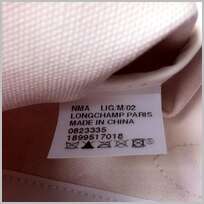 NMA LIG/M/02
LONGCHAMP PARIS
MADE IN CHINA
0823335
1899517018